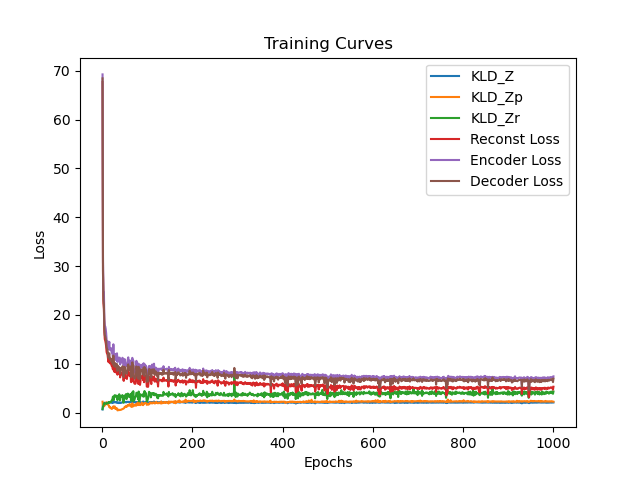 Training Curves
70
60
50
40
30
20
10
0
Loss
0
200
400
600
800
1000
Epochs
KLD_Z
KLD_Zp
KLD_Zr
Reconst Loss
Encoder Loss
Decoder Loss